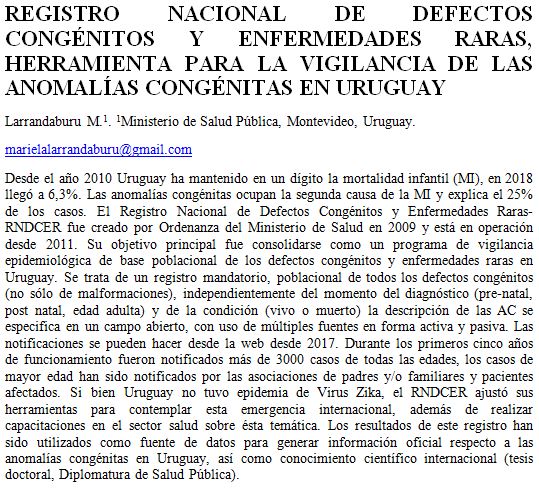 REGISTRO NACIONAL DE DEFECTOS
CONGÉNITOS Y ENFERMEDADES RARAS,
HERRAMIENTA PARA LA VIGILANCIA DE LAS
ANOMALÍAS CONGÉNITAS EN URUGUAY
Larrandaburu M.¹. ¹Ministerio de Salud Pública, Montevideo, Uruguay.
marielalarrandaburu@gmail.com
Desde el año 2010 Uruguay ha mantenido en un dígito la mortalidad infantil (MI), en 2018
llegó a 6,3%. Las anomalías congénitas ocupan la segunda causa de la MI y explica el 25%
de los casos. El Registro Nacional de Defectos Congénitos y Enfermedades Raras-
RNDCER fue creado por Ordenanza del Ministerio de Salud en 2009 y está en operación
desde 2011. Su objetivo principal fue consolidarse como un programa de vigilancia
epidemiológica de base poblacional de los defectos congénitos y enfermedades raras en
Uruguay. Se trata de un registro mandatorio, poblacional de todos los defectos congénitos
(no sólo de malformaciones), independientemente del momento del diagnóstico (pre-natal,
post natal, edad adulta) y de la condición (vivo o muerto) la descripción de las AC se
especifica en un campo abierto, con uso de múltiples fuentes en forma activa y pasiva. Las
notificaciones se pueden hacer desde la web desde 2017. Durante los primeros cinco años
de funcionamiento fueron notificados más de 3000 casos de todas las edades, los casos de
mayor edad han sido notificados por las asociaciones de padres y/o familiares y pacientes
afectados. Si bien Uruguay no tuvo epidemia de Virus Zika, el RNDCER ajustó sus
herramientas para contemplar esta emergencia internacional, además de realizar
capacitaciones en el sector salud sobre ésta temática. Los resultados de este registro han
sido utilizados como fuente de datos para generar información oficial respecto a las
anomalías congénitas en Uruguay, así como conocimiento científico internacional (tesis
doctoral, Diplomatura de Salud Pública).